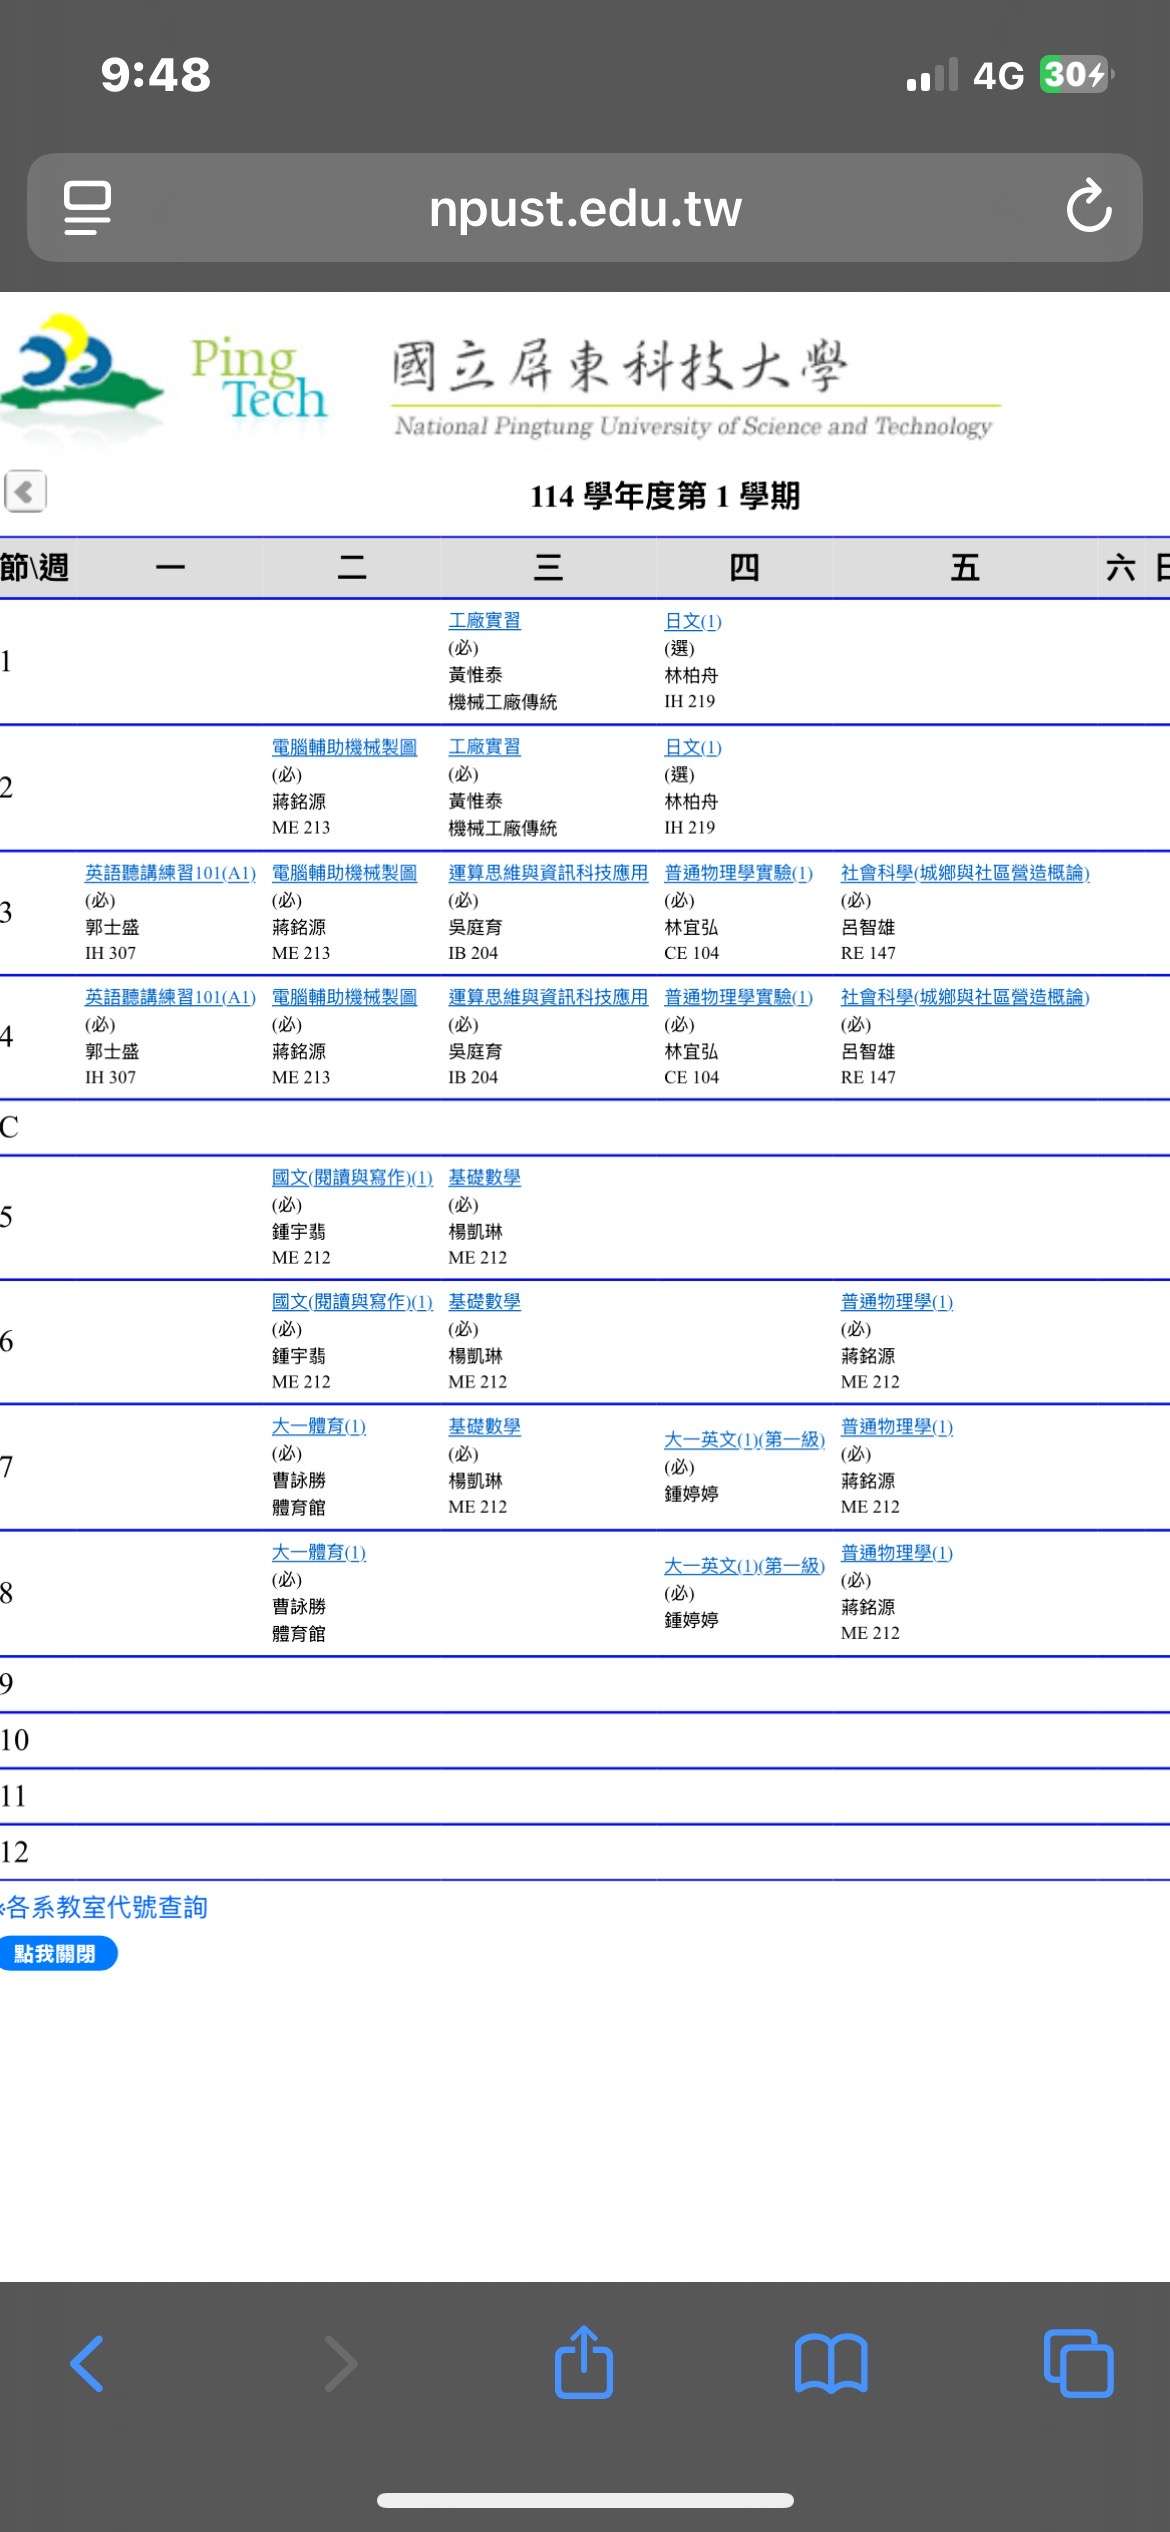 9:48
4G 30
npust.edu.tw
Ping Tech
國立屏東科技大學
National Pingtung University of Science and Technology
114 學年度第 1 學期
節\週 一 二 三 四 五 六 日
1
工廠實習
(必)
黃惟泰
機械工廠傳統
日文(1)
(選)
林柏舟
IH 219
2
電腦輔助機械製圖
(必)
蔣銘源
ME 213
工廠實習
(必)
黃惟泰
機械工廠傳統
日文(1)
(選)
林柏舟
IH 219
3
英語聽講練習101(A1)
(必)
郭士盛
IH 307
電腦輔助機械製圖
(必)
蔣銘源
ME 213
運算思維與資訊科技應用
(必)
吳庭育
IB 204
普通物理學實驗(1)
(必)
林宜弘
CE 104
社會科學(城鄉與社區營造概論)
(必)
呂智雄
RE 147
4
英語聽講練習101(A1)
(必)
郭士盛
IH 307
電腦輔助機械製圖
(必)
蔣銘源
ME 213
運算思維與資訊科技應用
(必)
吳庭育
IB 204
普通物理學實驗(1)
(必)
林宜弘
CE 104
社會科學(城鄉與社區營造概論)
(必)
呂智雄
RE 147
C
5
國文(閱讀與寫作)(1)
(必)
鍾宇翡
ME 212
基礎數學
(必)
楊凱琳
ME 212
6
國文(閱讀與寫作)(1)
(必)
鍾宇翡
ME 212
基礎數學
(必)
楊凱琳
ME 212
普通物理學(1)
(必)
蔣銘源
ME 212
7
大一體育(1)
(必)
曹詠勝
體育館
基礎數學
(必)
楊凱琳
ME 212
大一英文(1)(第一級)
(必)
鍾婷婷
普通物理學(1)
(必)
蔣銘源
ME 212
8
大一體育(1)
(必)
曹詠勝
體育館
大一英文(1)(第一級)
(必)
鍾婷婷
普通物理學(1)
(必)
蔣銘源
ME 212
9
10
11
12
※各系教室代號查詢
點我關閉